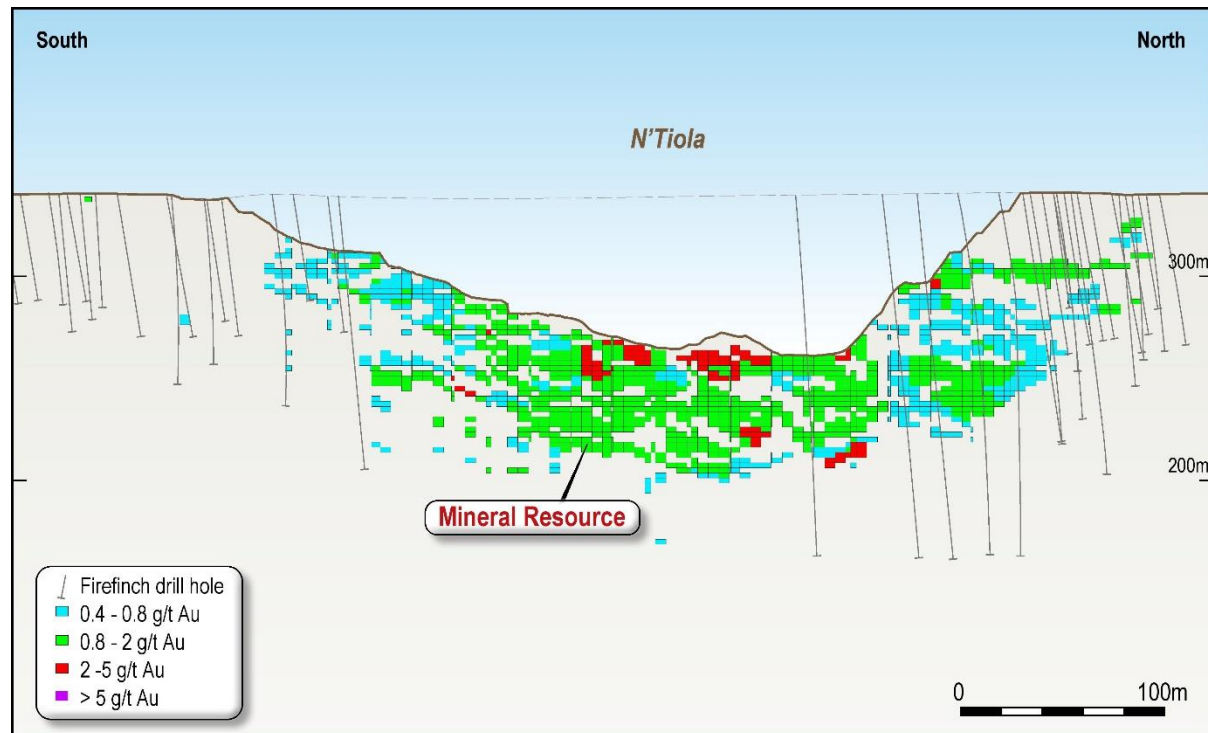 South
North
N'Tiola
300m
200m
Mineral Resource
Firefinch drill hole
0.4 - 0.8 g/t Au
0.8 - 2 g/t Au
2 -5 g/t Au
> 5 g/t Au
0 100m